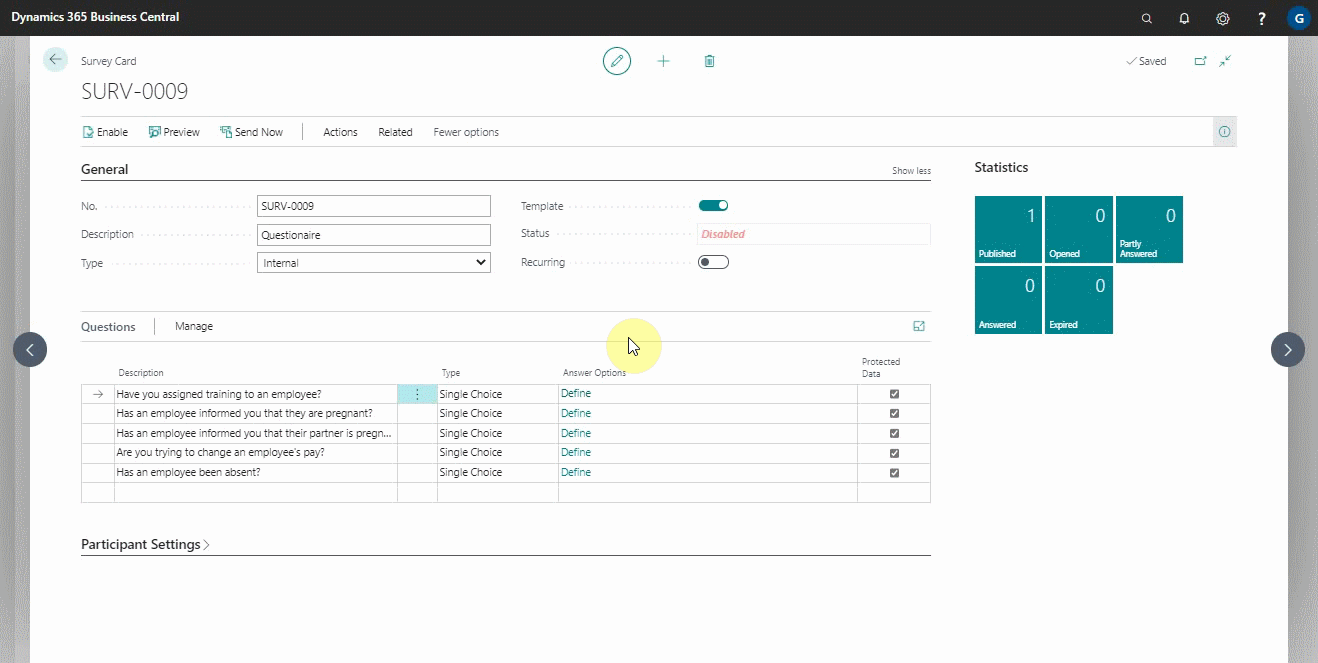 Dynamics 365 Business Central
?
G
Survey Card
Saved
SURV-0009
Enable
Preview
Send Now
Actions
Related
Fewer options
General
Show less
No.
SURV-0009
Description
Questionaire
Type
Internal
Template
Status
Disabled
Recurring
Statistics
1
Published
0
Opened
0
Partly
Answered
0
Answered
0
Expired
Questions
Manage
Description Type Answer Options Protected
Data
Have you assigned training to an employee? Single Choice Define
Has an employee informed you that they are pregnant? Single Choice Define
Has an employee informed you that their partner is pregn... Single Choice Define
Are you trying to change an employee's pay? Single Choice Define
Has an employee been absent? Single Choice Define
Participant Settings